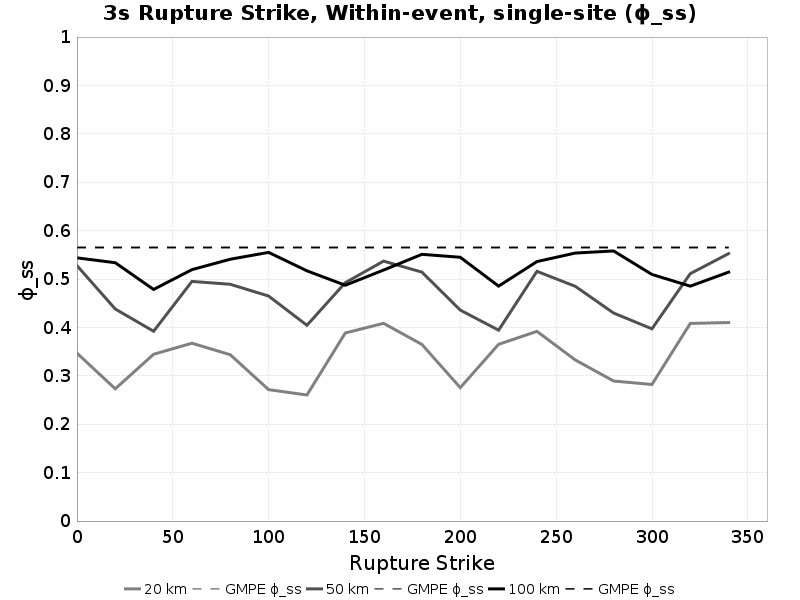 3s Rupture Strike, Within-event, single-site (ϕ_ss)
1
0.9
0.8
0.7
0.6
0.5
0.4
0.3
0.2
0.1
0
ϕ_ss
0 50 100 150 200 250 300 350
Rupture Strike
20 km GMPE ϕ_ss 50 km GMPE ϕ_ss 100 km GMPE ϕ_ss